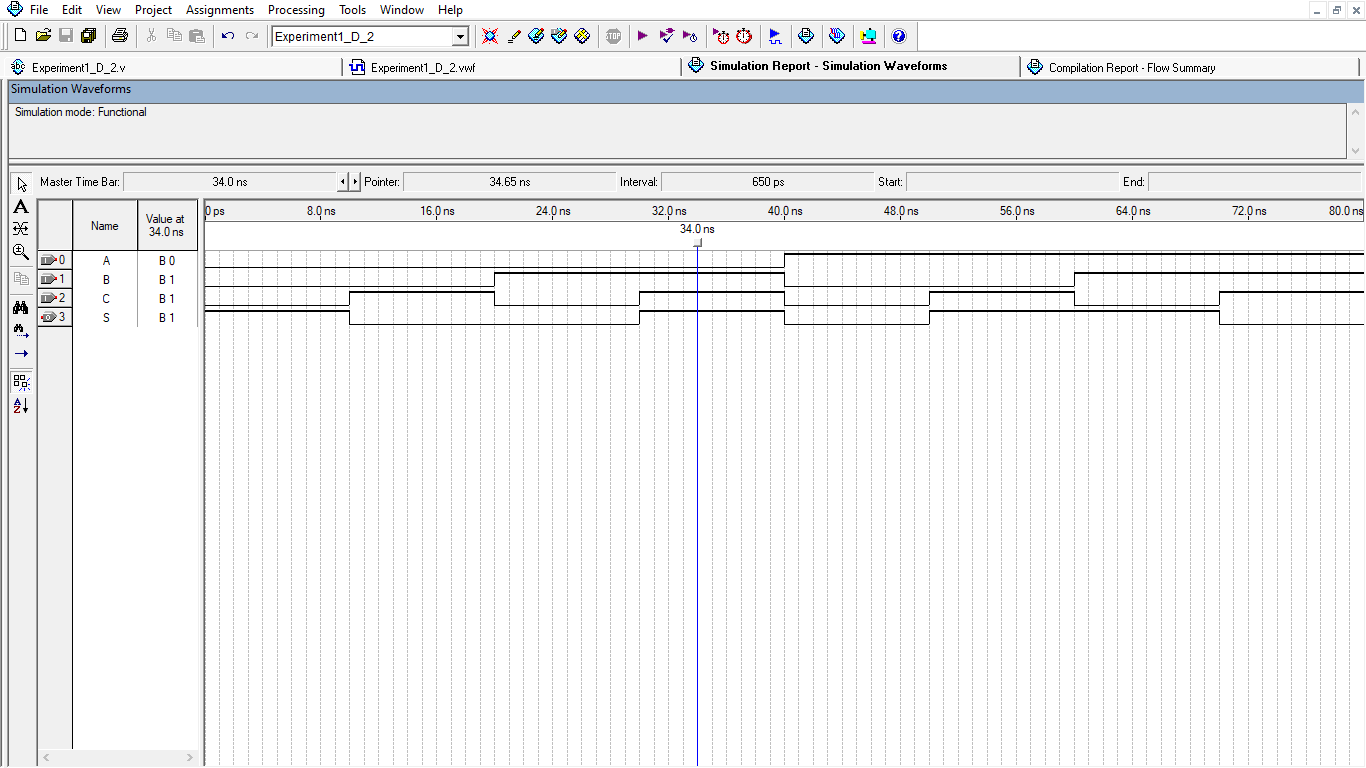 File Edit View Project Assignments Processing Tools Window Help
Experiment1_D_2
STOP
abc Experiment1_D_2.v Experiment1_D_2.vwf Simulation Report - Simulation Waveforms Compilation Report - Flow Summary
Simulation Waveforms
Simulation mode: Functional
Master Time Bar: 34.0 ns Pointer: 34.65 ns Interval: 650 ps Start: End:
A
Name Value at 34.0 ns
0 ps 8.0 ns 16.0 ns 24.0 ns 32.0 ns 40.0 ns 48.0 ns 56.0 ns 64.0 ns 72.0 ns 80.0 ns
34.0 ns
0 A B 0
1 B B 1
2 C B 1
3 S B 1
A
Z